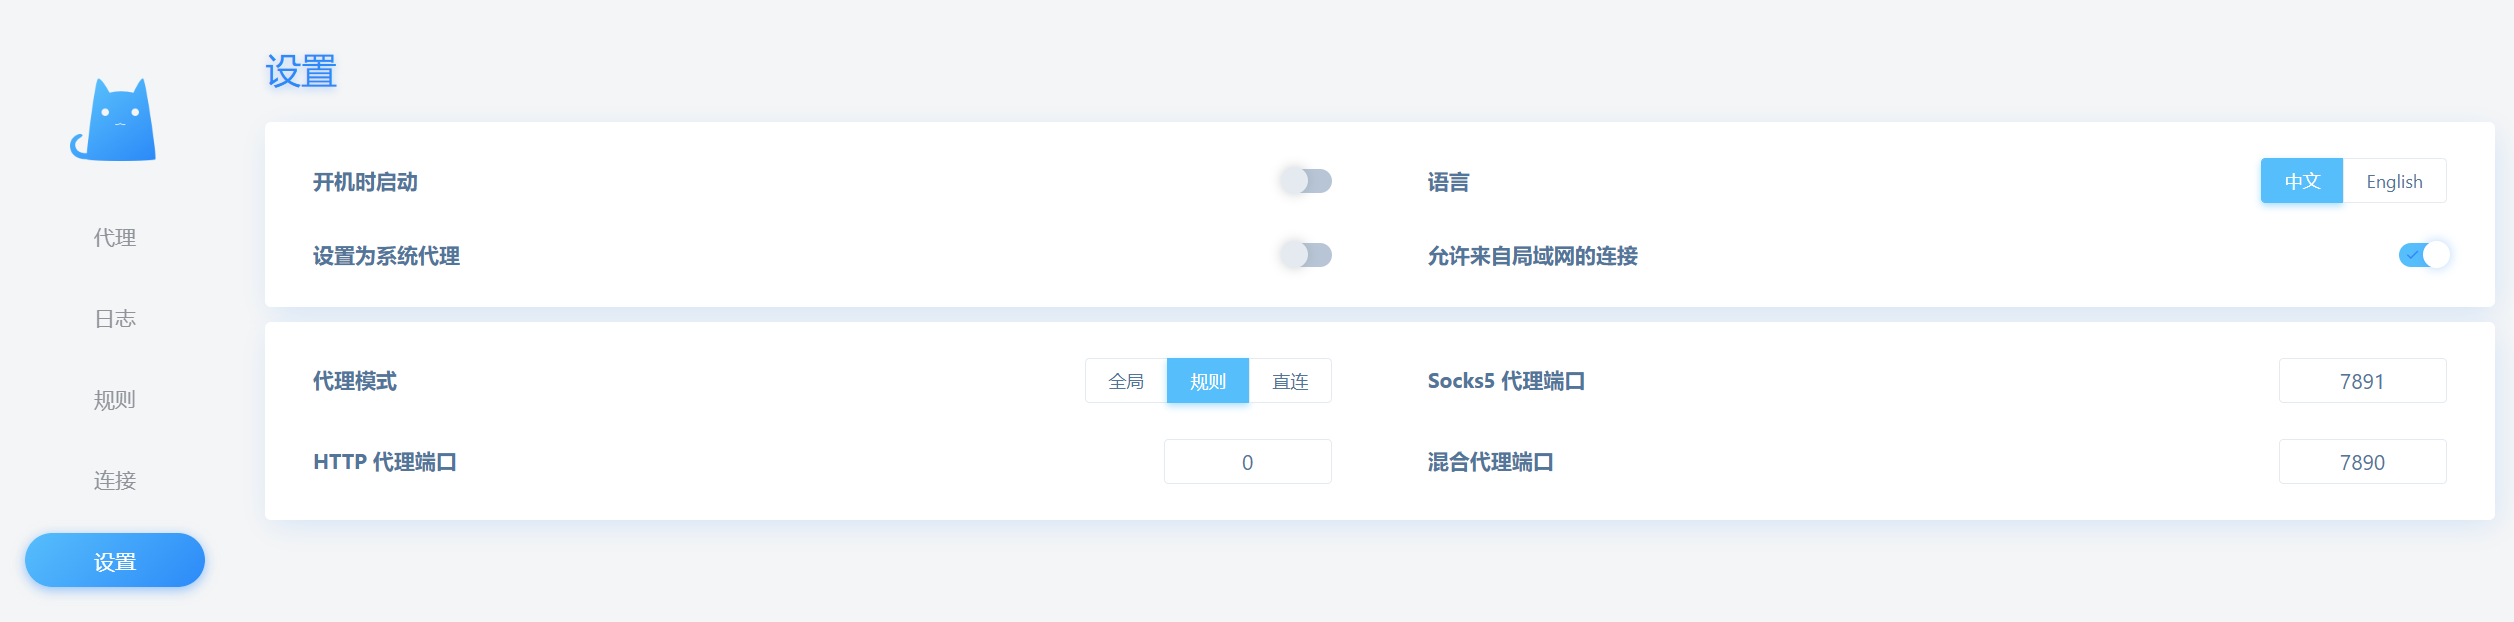 设置
代理
日志
规则
连接
设置
开机时启动
语言
中文 English
设置为系统代理
允许来自局域网的连接
代理模式
全局 规则 直连
Socks5 代理端口
7891
HTTP 代理端口
0
混合代理端口
7890